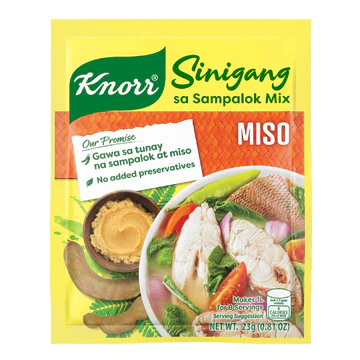 Knorr®
Sinigang
sa Sampalok Mix
MISO
Our Promise
✓ Gawa sa tunay
na sampalok at miso
✓ No added preservatives
Makes 1L
for 8 Servings
Serving Suggestion
NET WT. 23g (0.81 OZ)
CALORIES